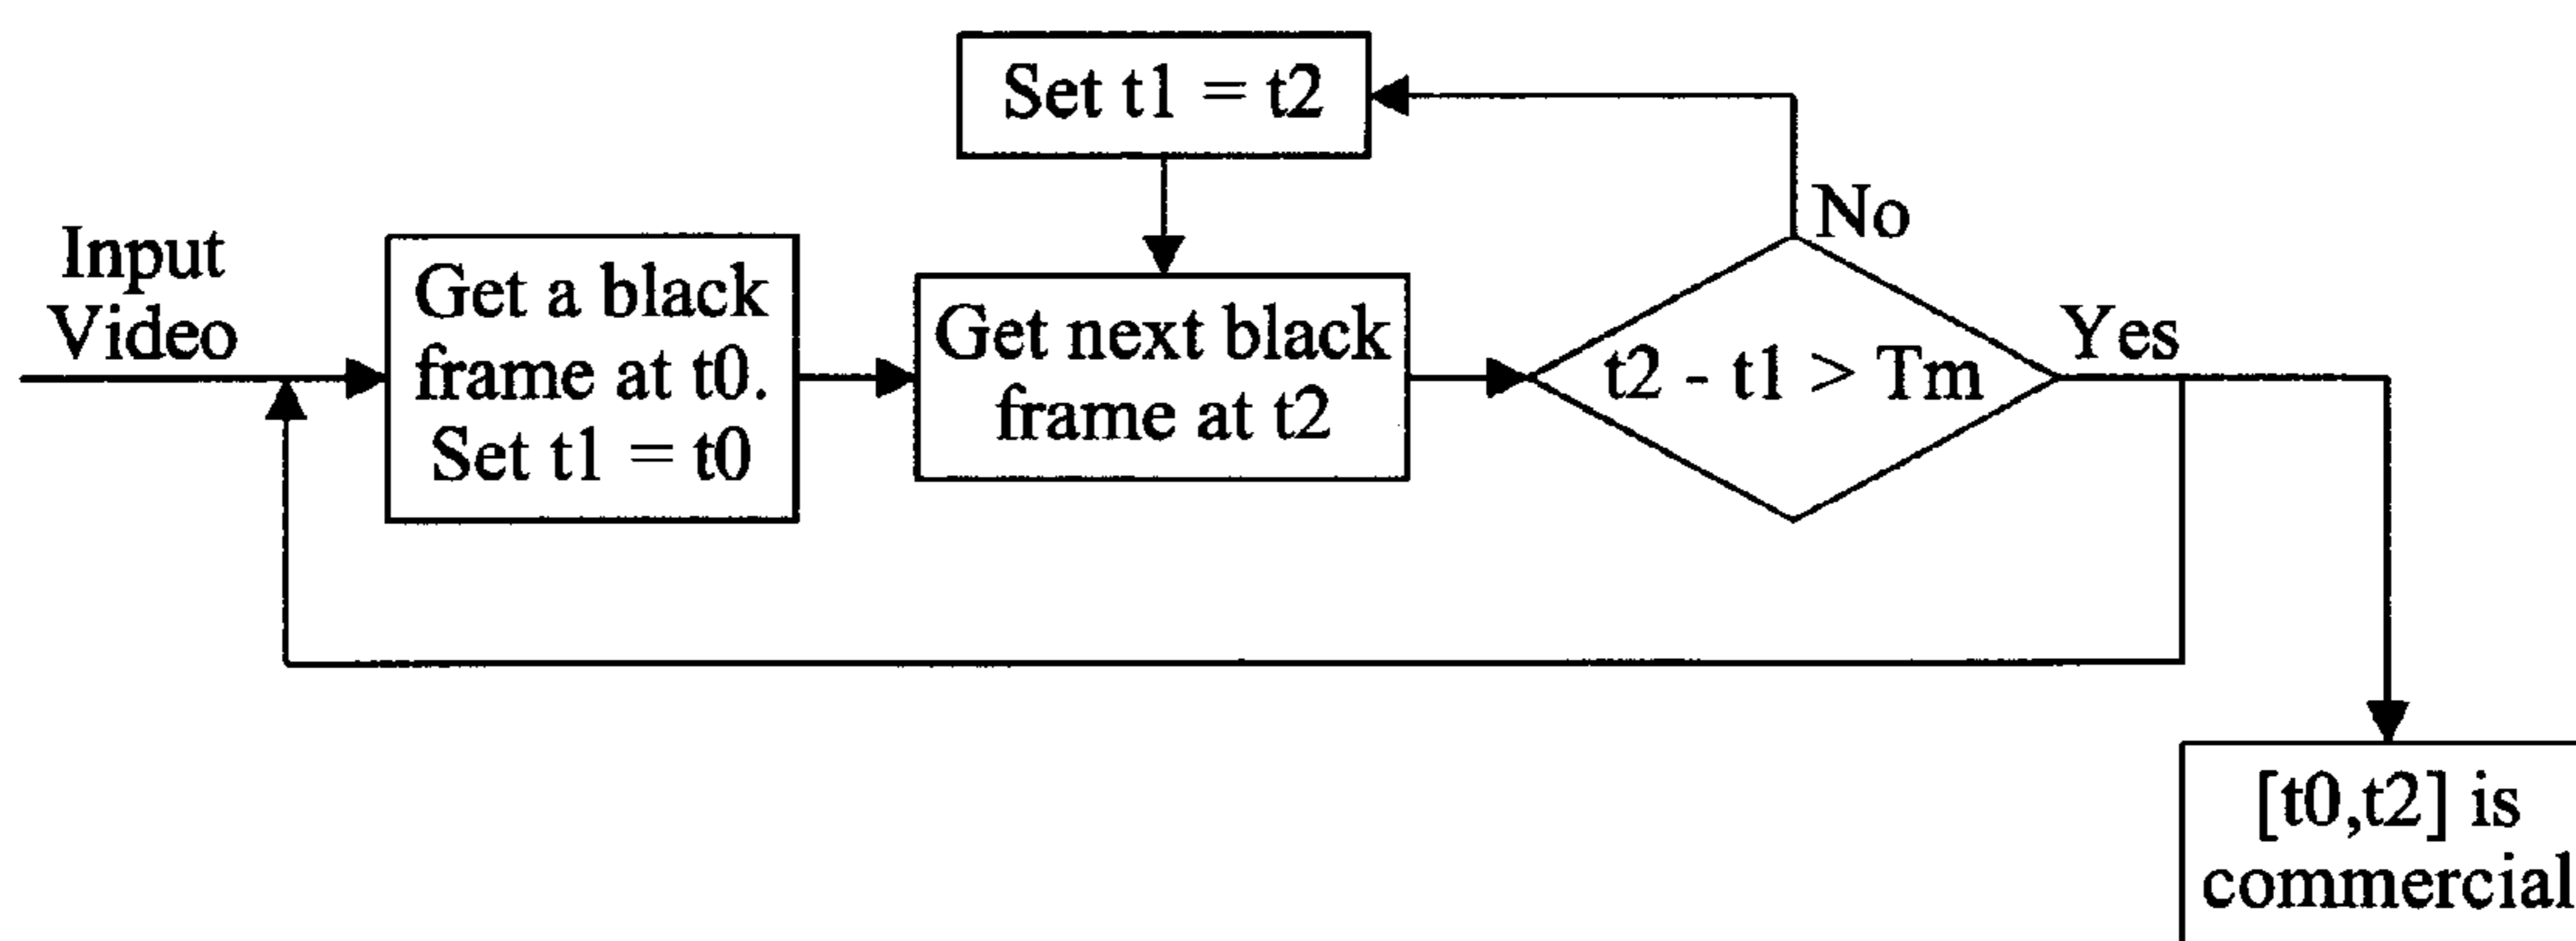 Set t1 = t2
Input
Video
Get a black
frame at t0.
Set t1 = t0
Get next black
frame at t2
t2 - t1 > Tm
No
Yes
[t0,t2] is
commercial